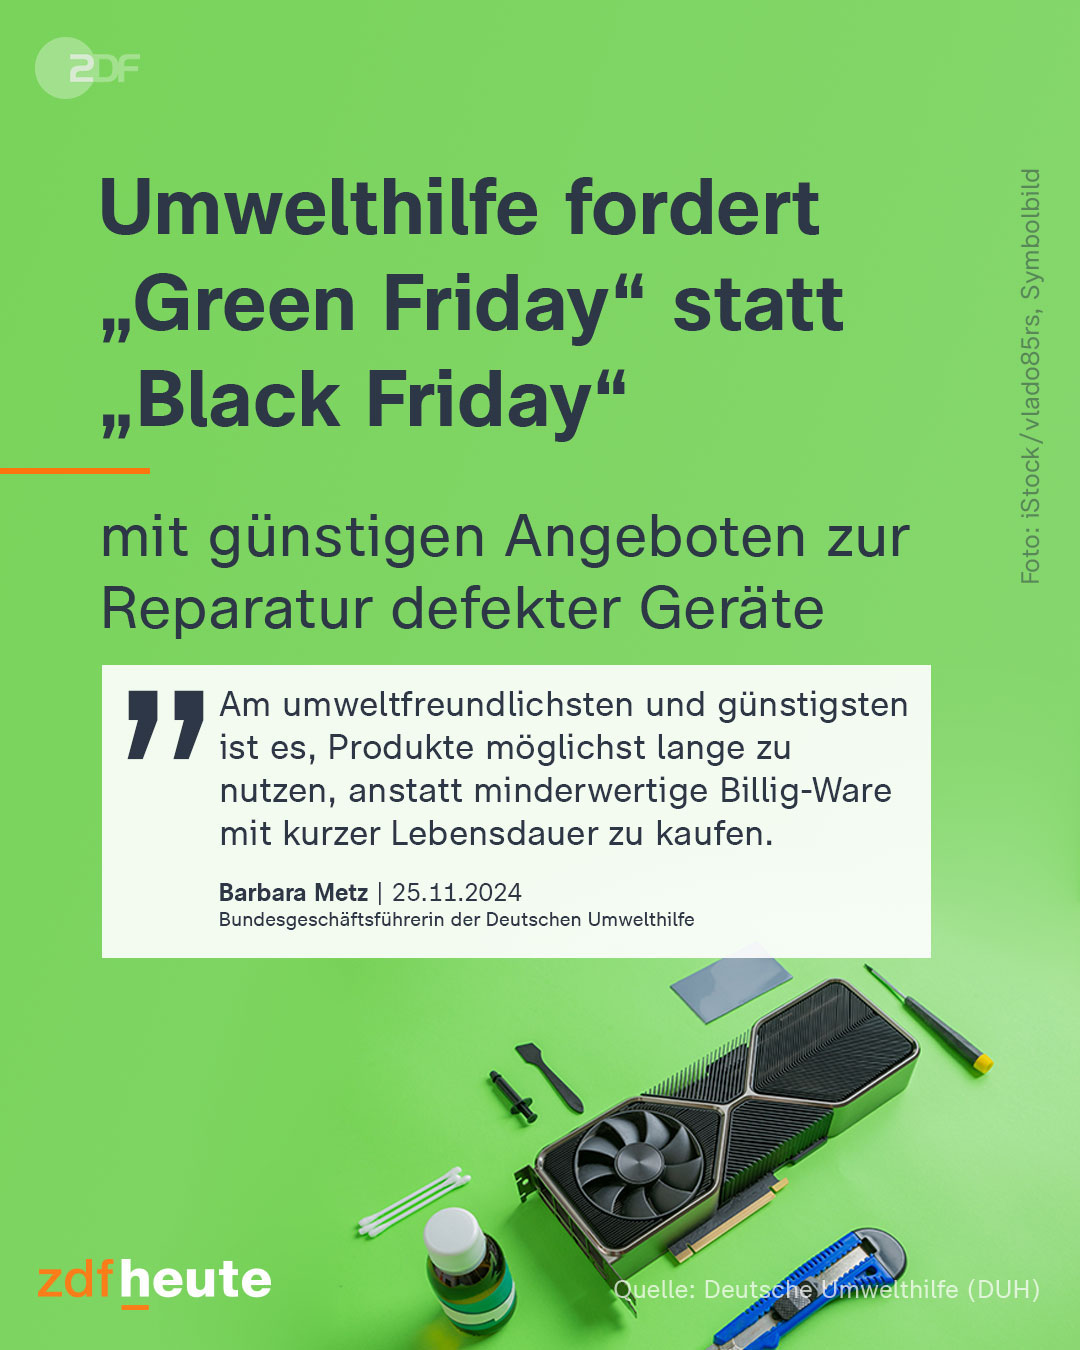 ZDF
Umwelthilfe fordert
„Green Friday“ statt
„Black Friday“
mit günstigen Angeboten zur
Reparatur defekter Geräte
Foto: iStock/vlado85rs, Symbolbild
” Am umweltfreundlichsten und günstigsten
ist es, Produkte möglichst lange zu
nutzen, anstatt minderwertige Billig-Ware
mit kurzer Lebensdauer zu kaufen.
Barbara Metz | 25.11.2024
Bundesgeschäftsführerin der Deutschen Umwelthilfe
zdfheute
Quelle: Deutsche Umwelthilfe (DUH)